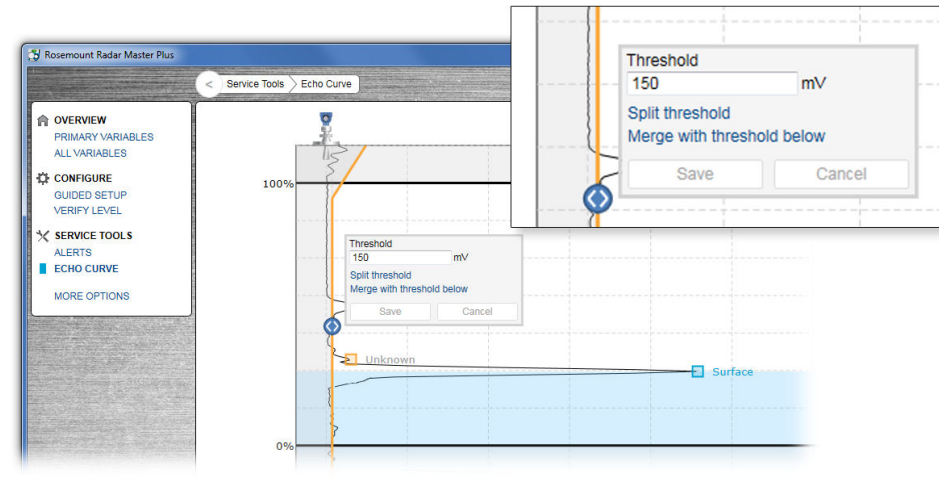 Rosemount Radar Master Plus
< Service Tools Echo Curve
OVERVIEW
PRIMARY VARIABLES
ALL VARIABLES
CONFIGURE
GUIDED SETUP
VERIFY LEVEL
SERVICE TOOLS
ALERTS
ECHO CURVE
MORE OPTIONS
100%
Threshold
150 mV
Split threshold
Merge with threshold below
Save Cancel
Unknown
Surface
0%
Threshold
150 mV
Split threshold
Merge with threshold below
Save Cancel